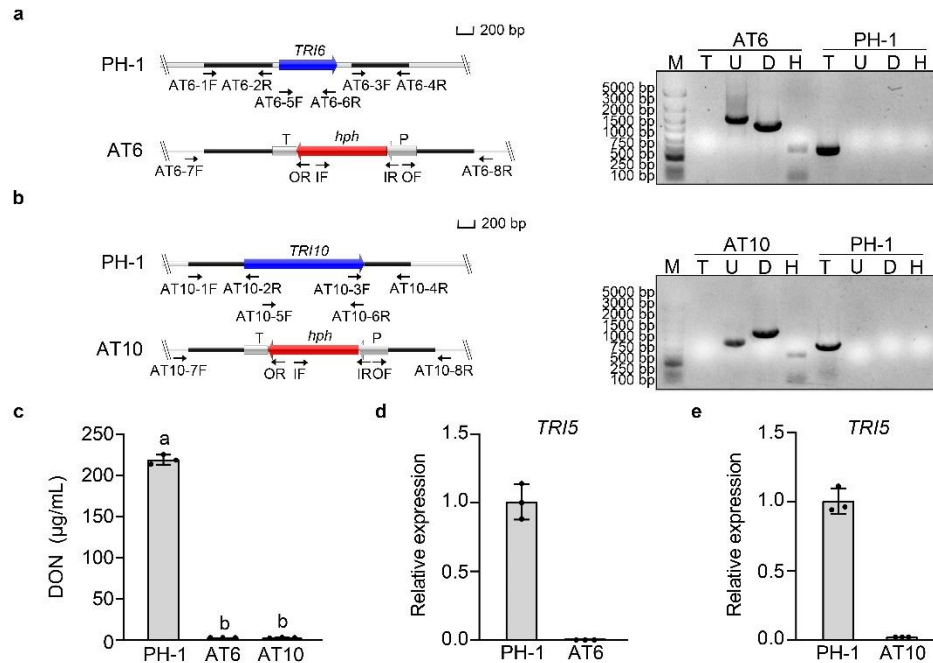 a
200 bp
TRI6
PH-1
AT6-1F AT6-2R AT6-3F AT6-4R
AT6-5F AT6-6R
T hph P
AT6
AT6-7F OR IF IR OF AT6-8R
AT6 PH-1
M T U D H T U D H
5000 bp
3000 bp
2000 bp
1500 bp
1000 bp
750 bp
500 bp
250 bp
100 bp
b
200 bp
TRI10
PH-1
AT10-1F AT10-2R AT10-3F AT10-4R
AT10-5F AT10-6R
T hph P
AT10
AT10-7F OR IF IR OF AT10-8R
AT10 PH-1
M T U D H T U D H
5000 bp
3000 bp
2000 bp
1500 bp
1000 bp
750 bp
500 bp
250 bp
100 bp
c
DON (µg/mL)
250
200
150
100
50
0
a
b
b
PH-1 AT6 AT10
d
TRI5
Relative expression
1.5
1.0
0.5
0.0
PH-1 AT6
e
TRI5
Relative expression
1.5
1.0
0.5
0.0
PH-1 AT10